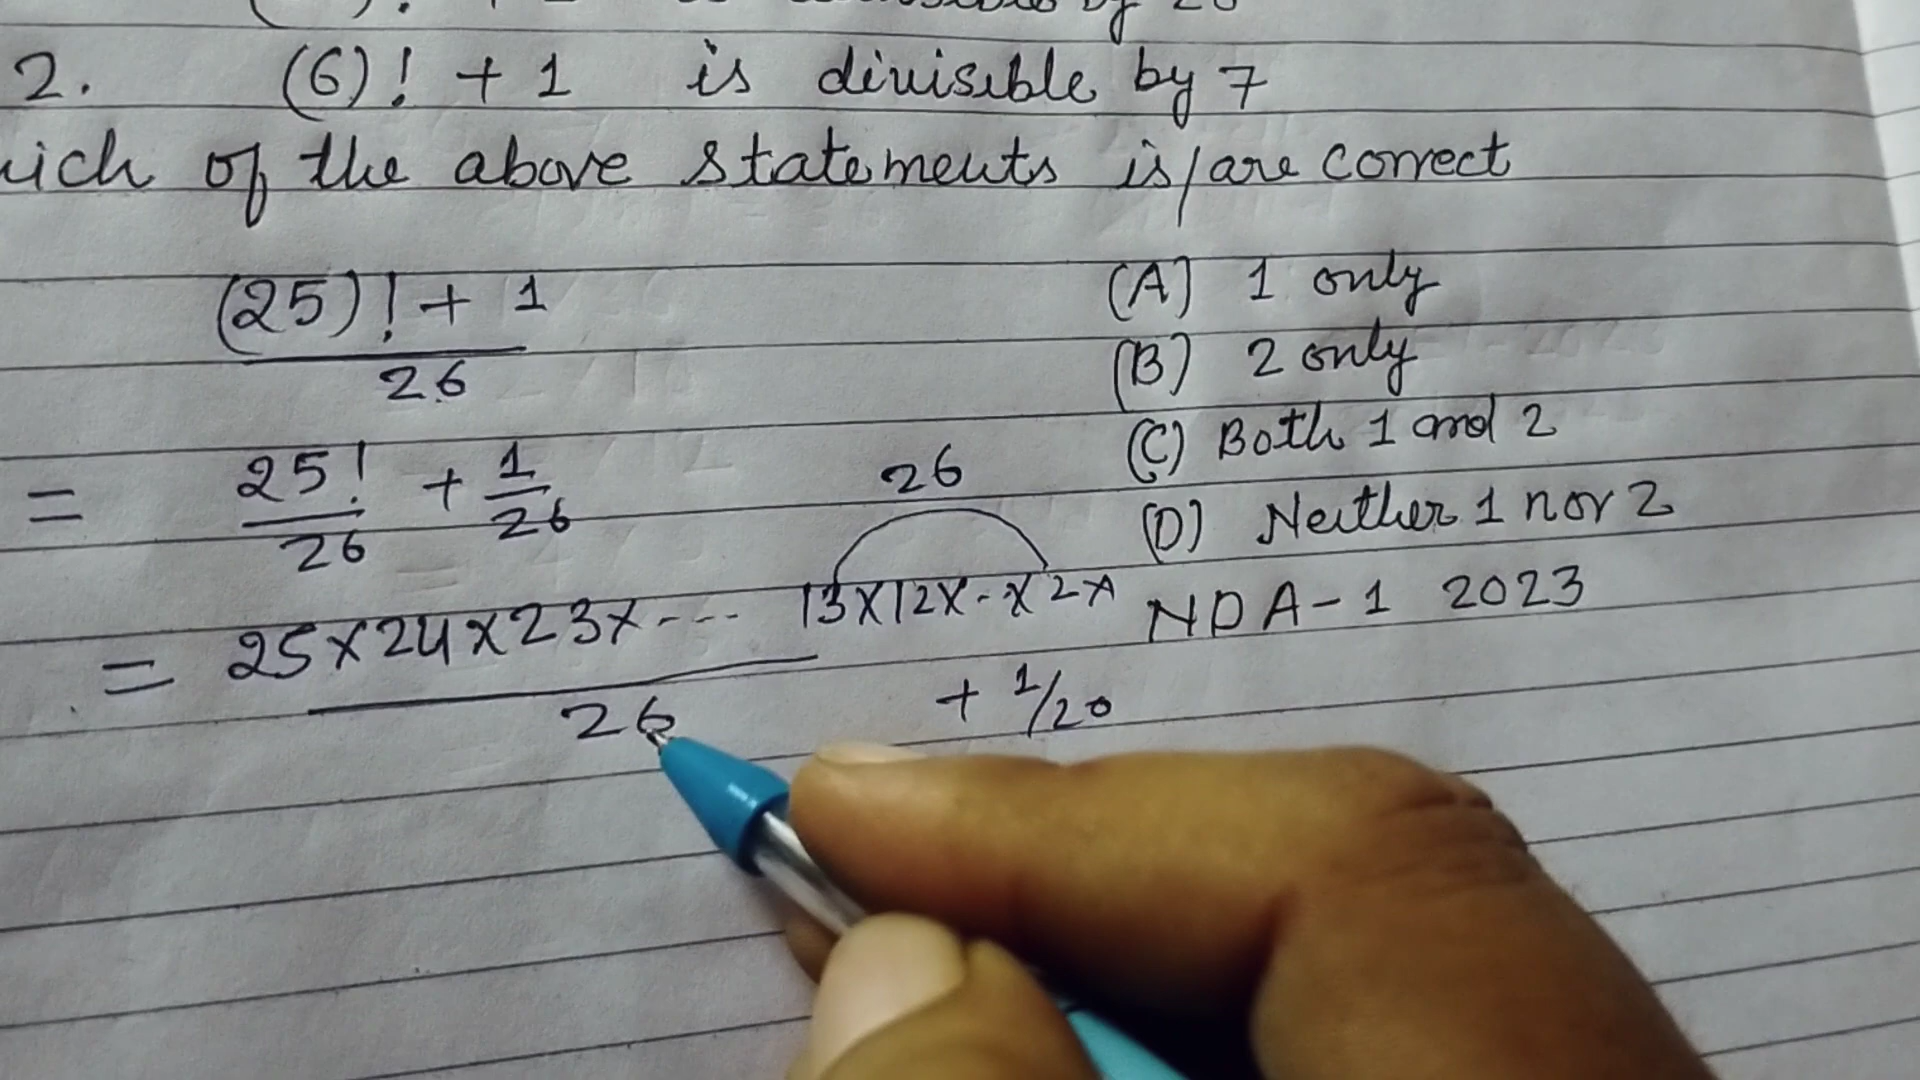 2. (6)! + 1 is divisible by 7
of the above statements is/are correct
(25)! + 1
26
(A) 1 only
(B) 2 only
= 25!/26 + 1/26
(C) Both 1 and 2
26
(D) Neither 1 nor 2
= 25×24×23×--- 13×12×-×2×
26
+ 1/20
NDA-1 2023